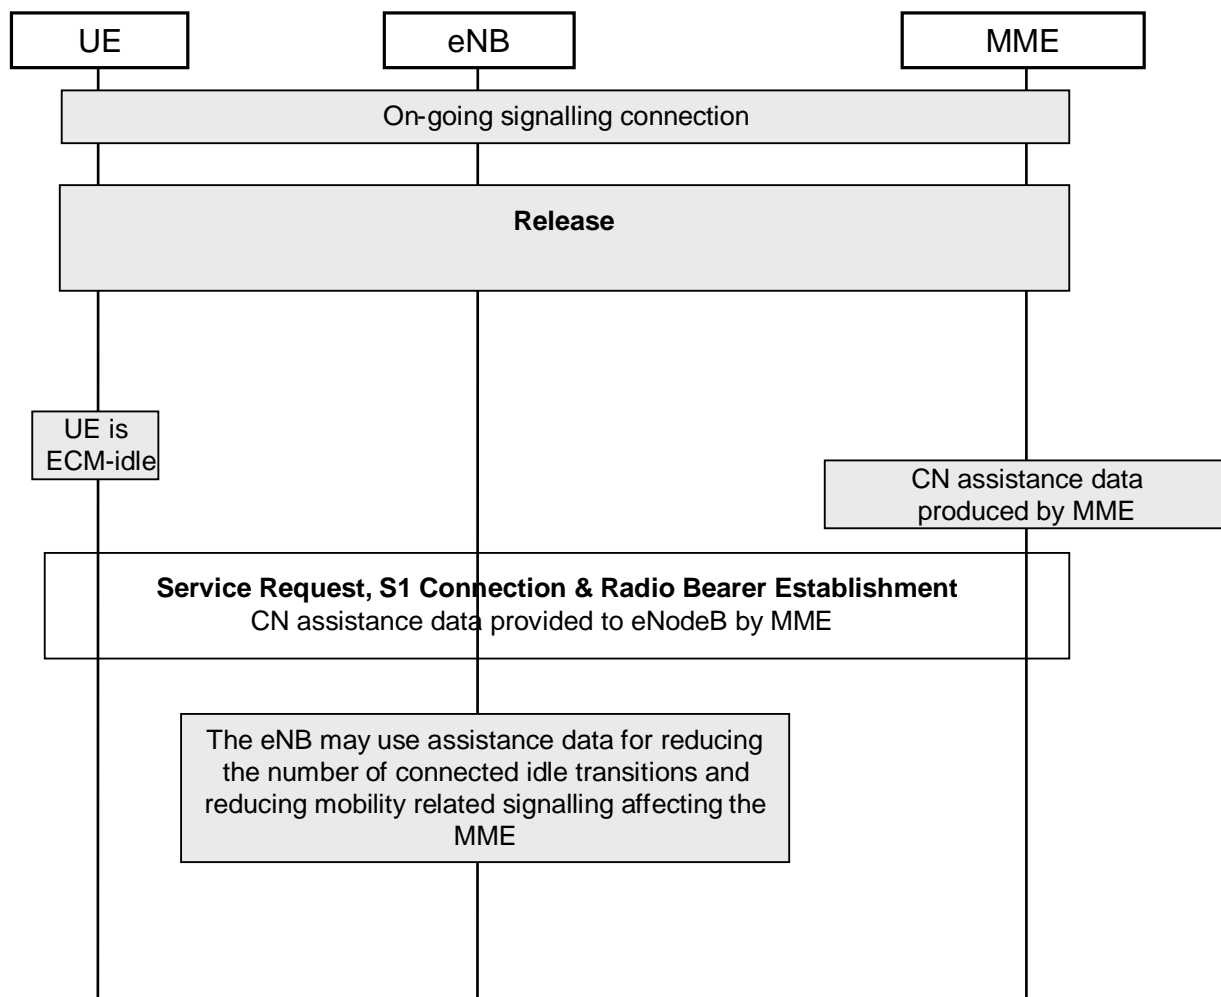 UE
eNB
MME
On-going signalling connection
Release
UE is
ECM-idle
CN assistance data
produced by MME
Service Request, S1 Connection & Radio Bearer Establishment
CN assistance data provided to eNodeB by MME
The eNB may use assistance data for reducing
the number of connected idle transitions and
reducing mobility related signalling affecting the
MME